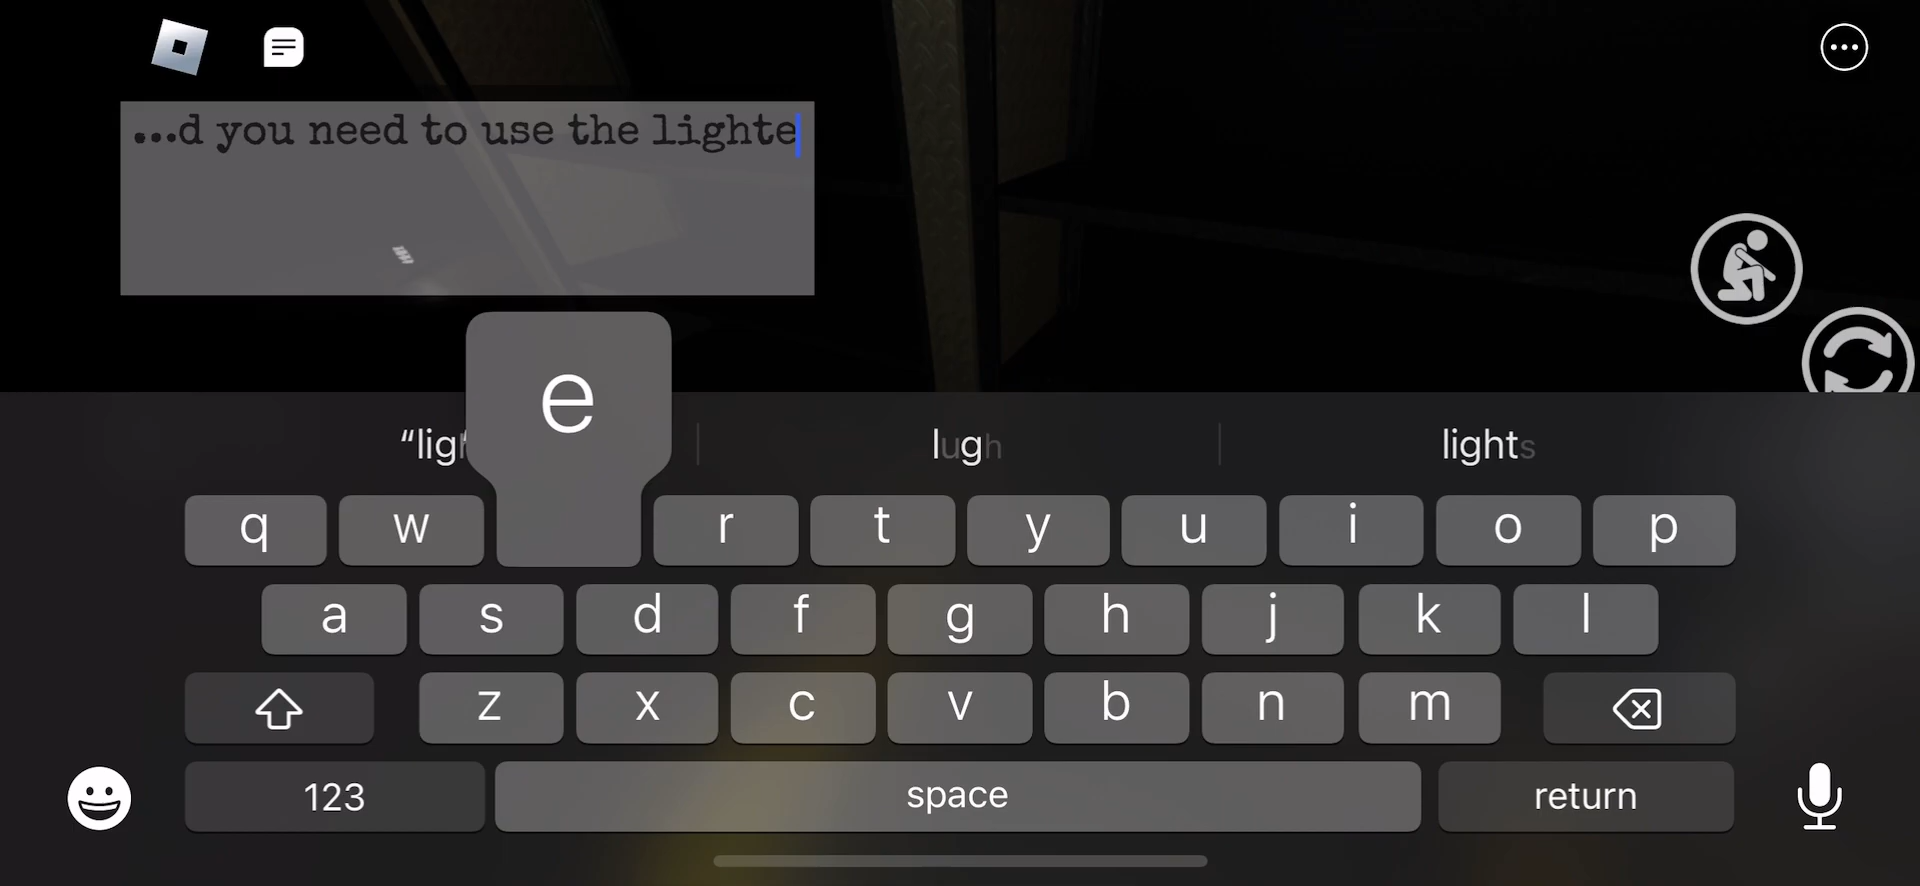 ...d you need to use the lighte
e
"lig
lugh
lights
q w r t y u i o p
a s d f g h j k l
z x c v b n m
123 space return